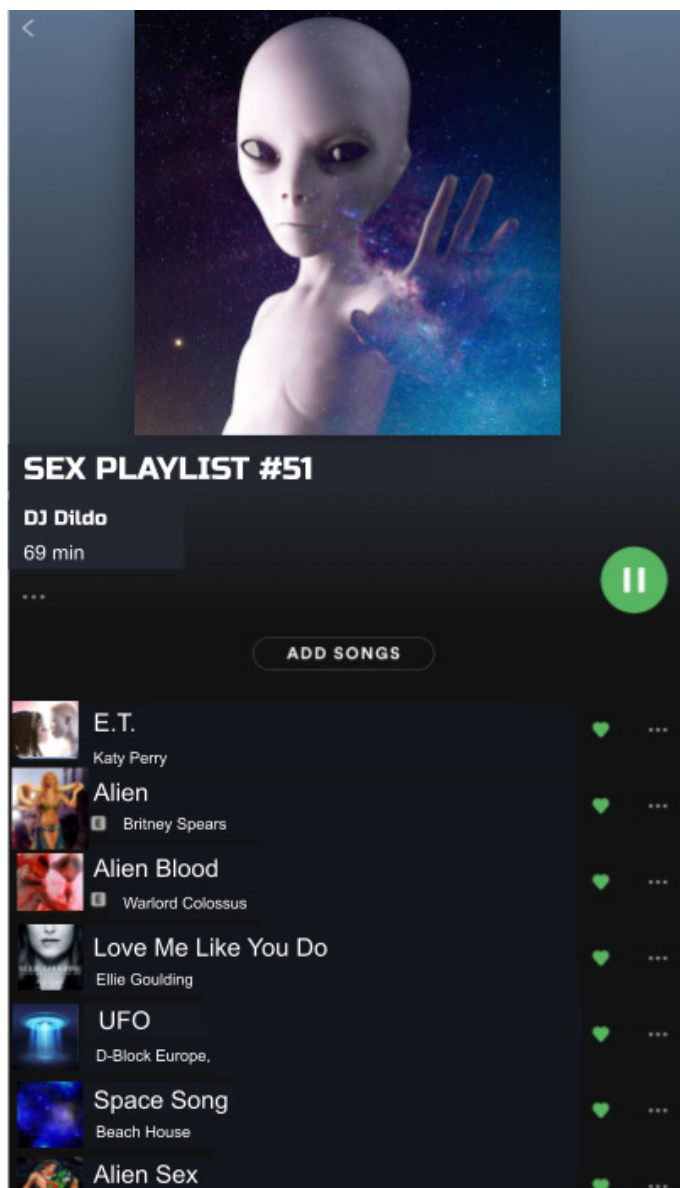 SEX PLAYLIST #51
DJ Dildo
69 min
ADD SONGS
E.T.
Katy Perry
Alien
E Britney Spears
Alien Blood
E Warlord Colossus
Love Me Like You Do
Ellie Goulding
UFO
D-Block Europe,
Space Song
Beach House
Alien Sex